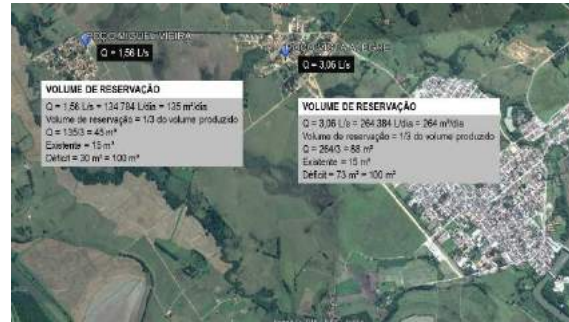 POÇO MIGUEL VIEIRA
Q = 1,56 L/s
VOLUME DE RESERVAÇÃO
Q = 1,56 L/s = 134.784 L/dia = 135 m³/dia
Volume de reservação = 1/3 do volume produzido
Q = 135/3 = 45 m³
Existente = 15 m³
Déficit = 30 m³ = 100 m³
POÇO VISTA ALEGRE
Q = 3,06 L/s
VOLUME DE RESERVAÇÃO
Q = 3,06 L/s = 264.384 L/dia = 264 m³/dia
Volume de reservação = 1/3 do volume produzido
Q = 264/3 = 88 m³
Existente = 15 m³
Déficit = 73 m³ = 100 m³